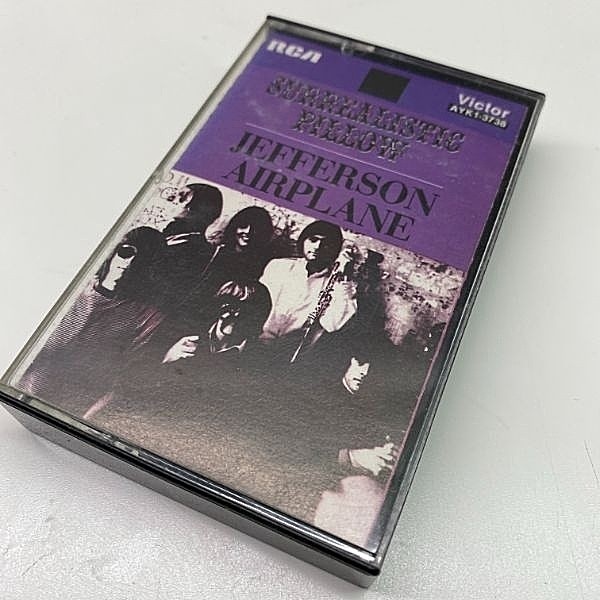 RCA
Victor
AYK1-3738
SURREALISTIC
PILLOW
JEFFERSON
AIRPLANE